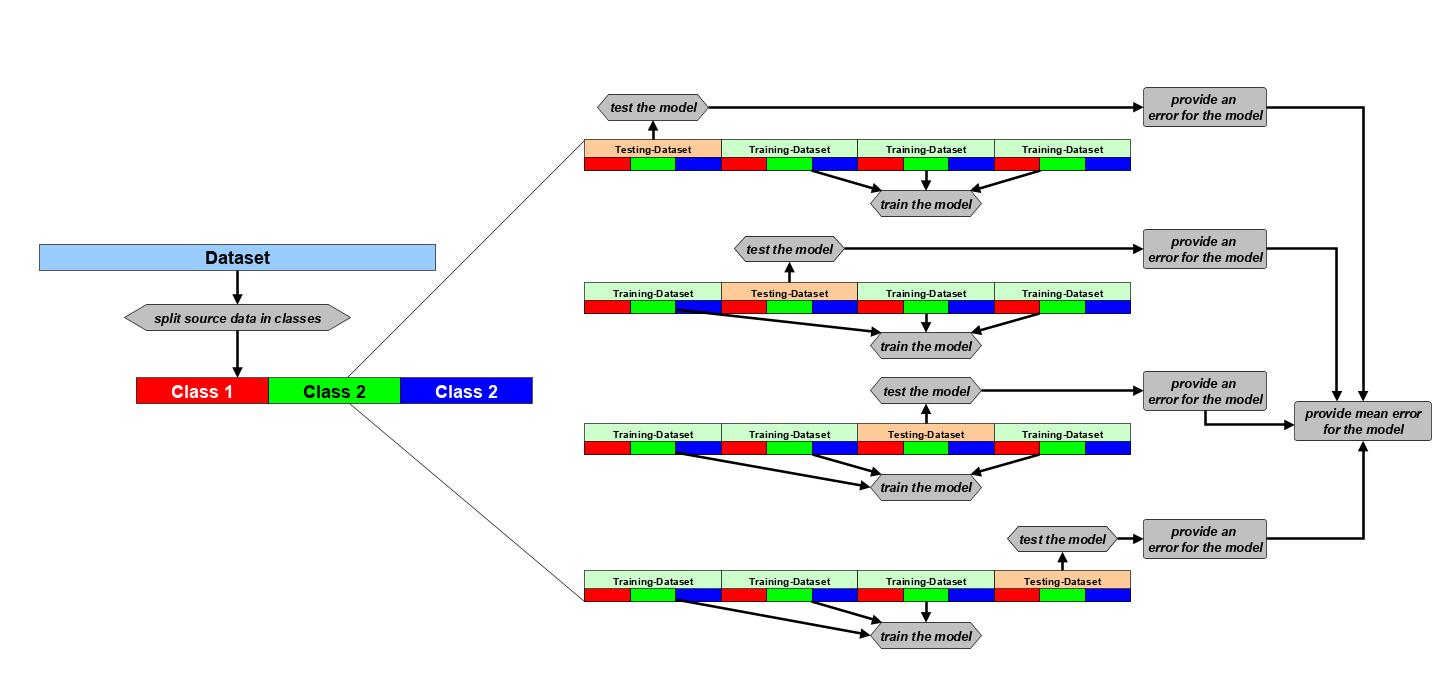 Dataset
split source data in classes
Class 1
Class 2
Class 2
test the model
provide an
error for the model
Testing-Dataset
Training-Dataset
Training-Dataset
Training-Dataset
train the model
test the model
provide an
error for the model
Training-Dataset
Testing-Dataset
Training-Dataset
Training-Dataset
train the model
test the model
provide an
error for the model
Training-Dataset
Training-Dataset
Testing-Dataset
Training-Dataset
train the model
test the model
provide an
error for the model
Training-Dataset
Training-Dataset
Training-Dataset
Testing-Dataset
train the model
provide mean error
for the model